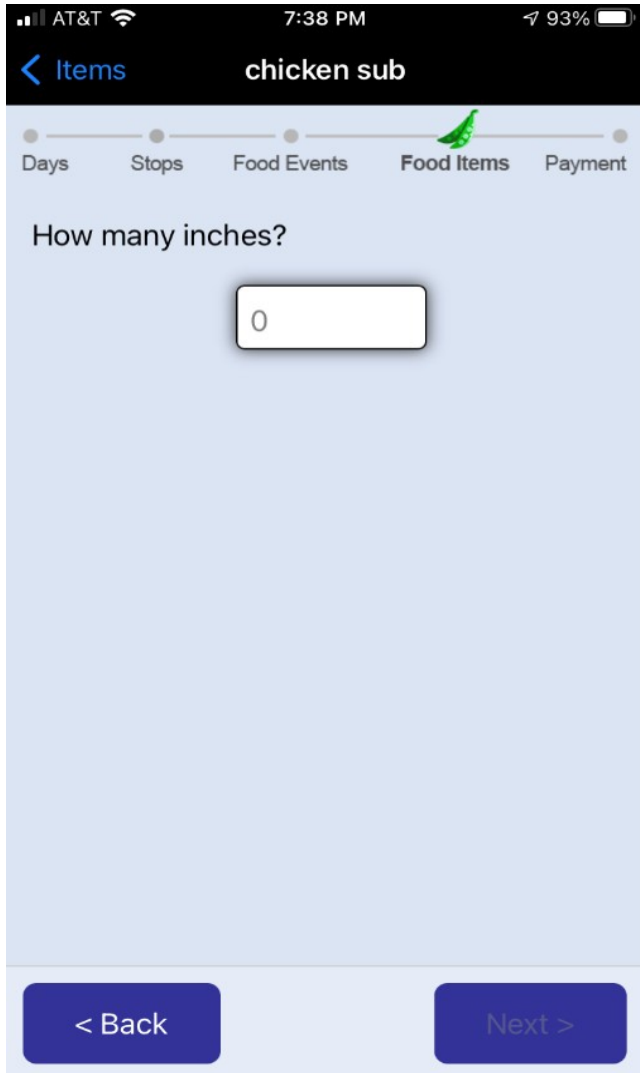 AT&T 7:38 PM 93%
Items chicken sub
Days Stops Food Events Food Items Payment
How many inches?
0
< Back Next >